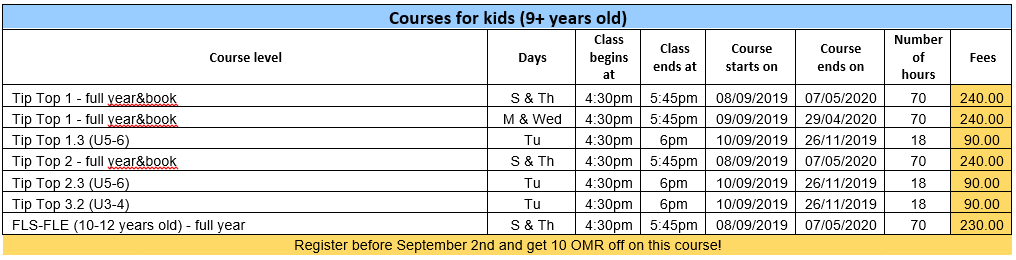 Courses for kids (9+ years old)
Course level Days Class begins at Class ends at Course starts on Course ends on Number of hours Fees
Tip Top 1 - full year&book S & Th 4:30pm 5:45pm 08/09/2019 07/05/2020 70 240.00
Tip Top 1 - full year&book M & Wed 4:30pm 5:45pm 09/09/2019 29/04/2020 70 240.00
Tip Top 1.3 (U5-6) Tu 4:30pm 6pm 10/09/2019 26/11/2019 18 90.00
Tip Top 2 - full year&book S & Th 4:30pm 5:45pm 08/09/2019 07/05/2020 70 240.00
Tip Top 2.3 (U5-6) Tu 4:30pm 6pm 10/09/2019 26/11/2019 18 90.00
Tip Top 3.2 (U3-4) Tu 4:30pm 6pm 10/09/2019 26/11/2019 18 90.00
FLS-FLE (10-12 years old) - full year S & Th 4:30pm 5:45pm 08/09/2019 07/05/2020 70 230.00
Register before September 2nd and get 10 OMR off on this course!